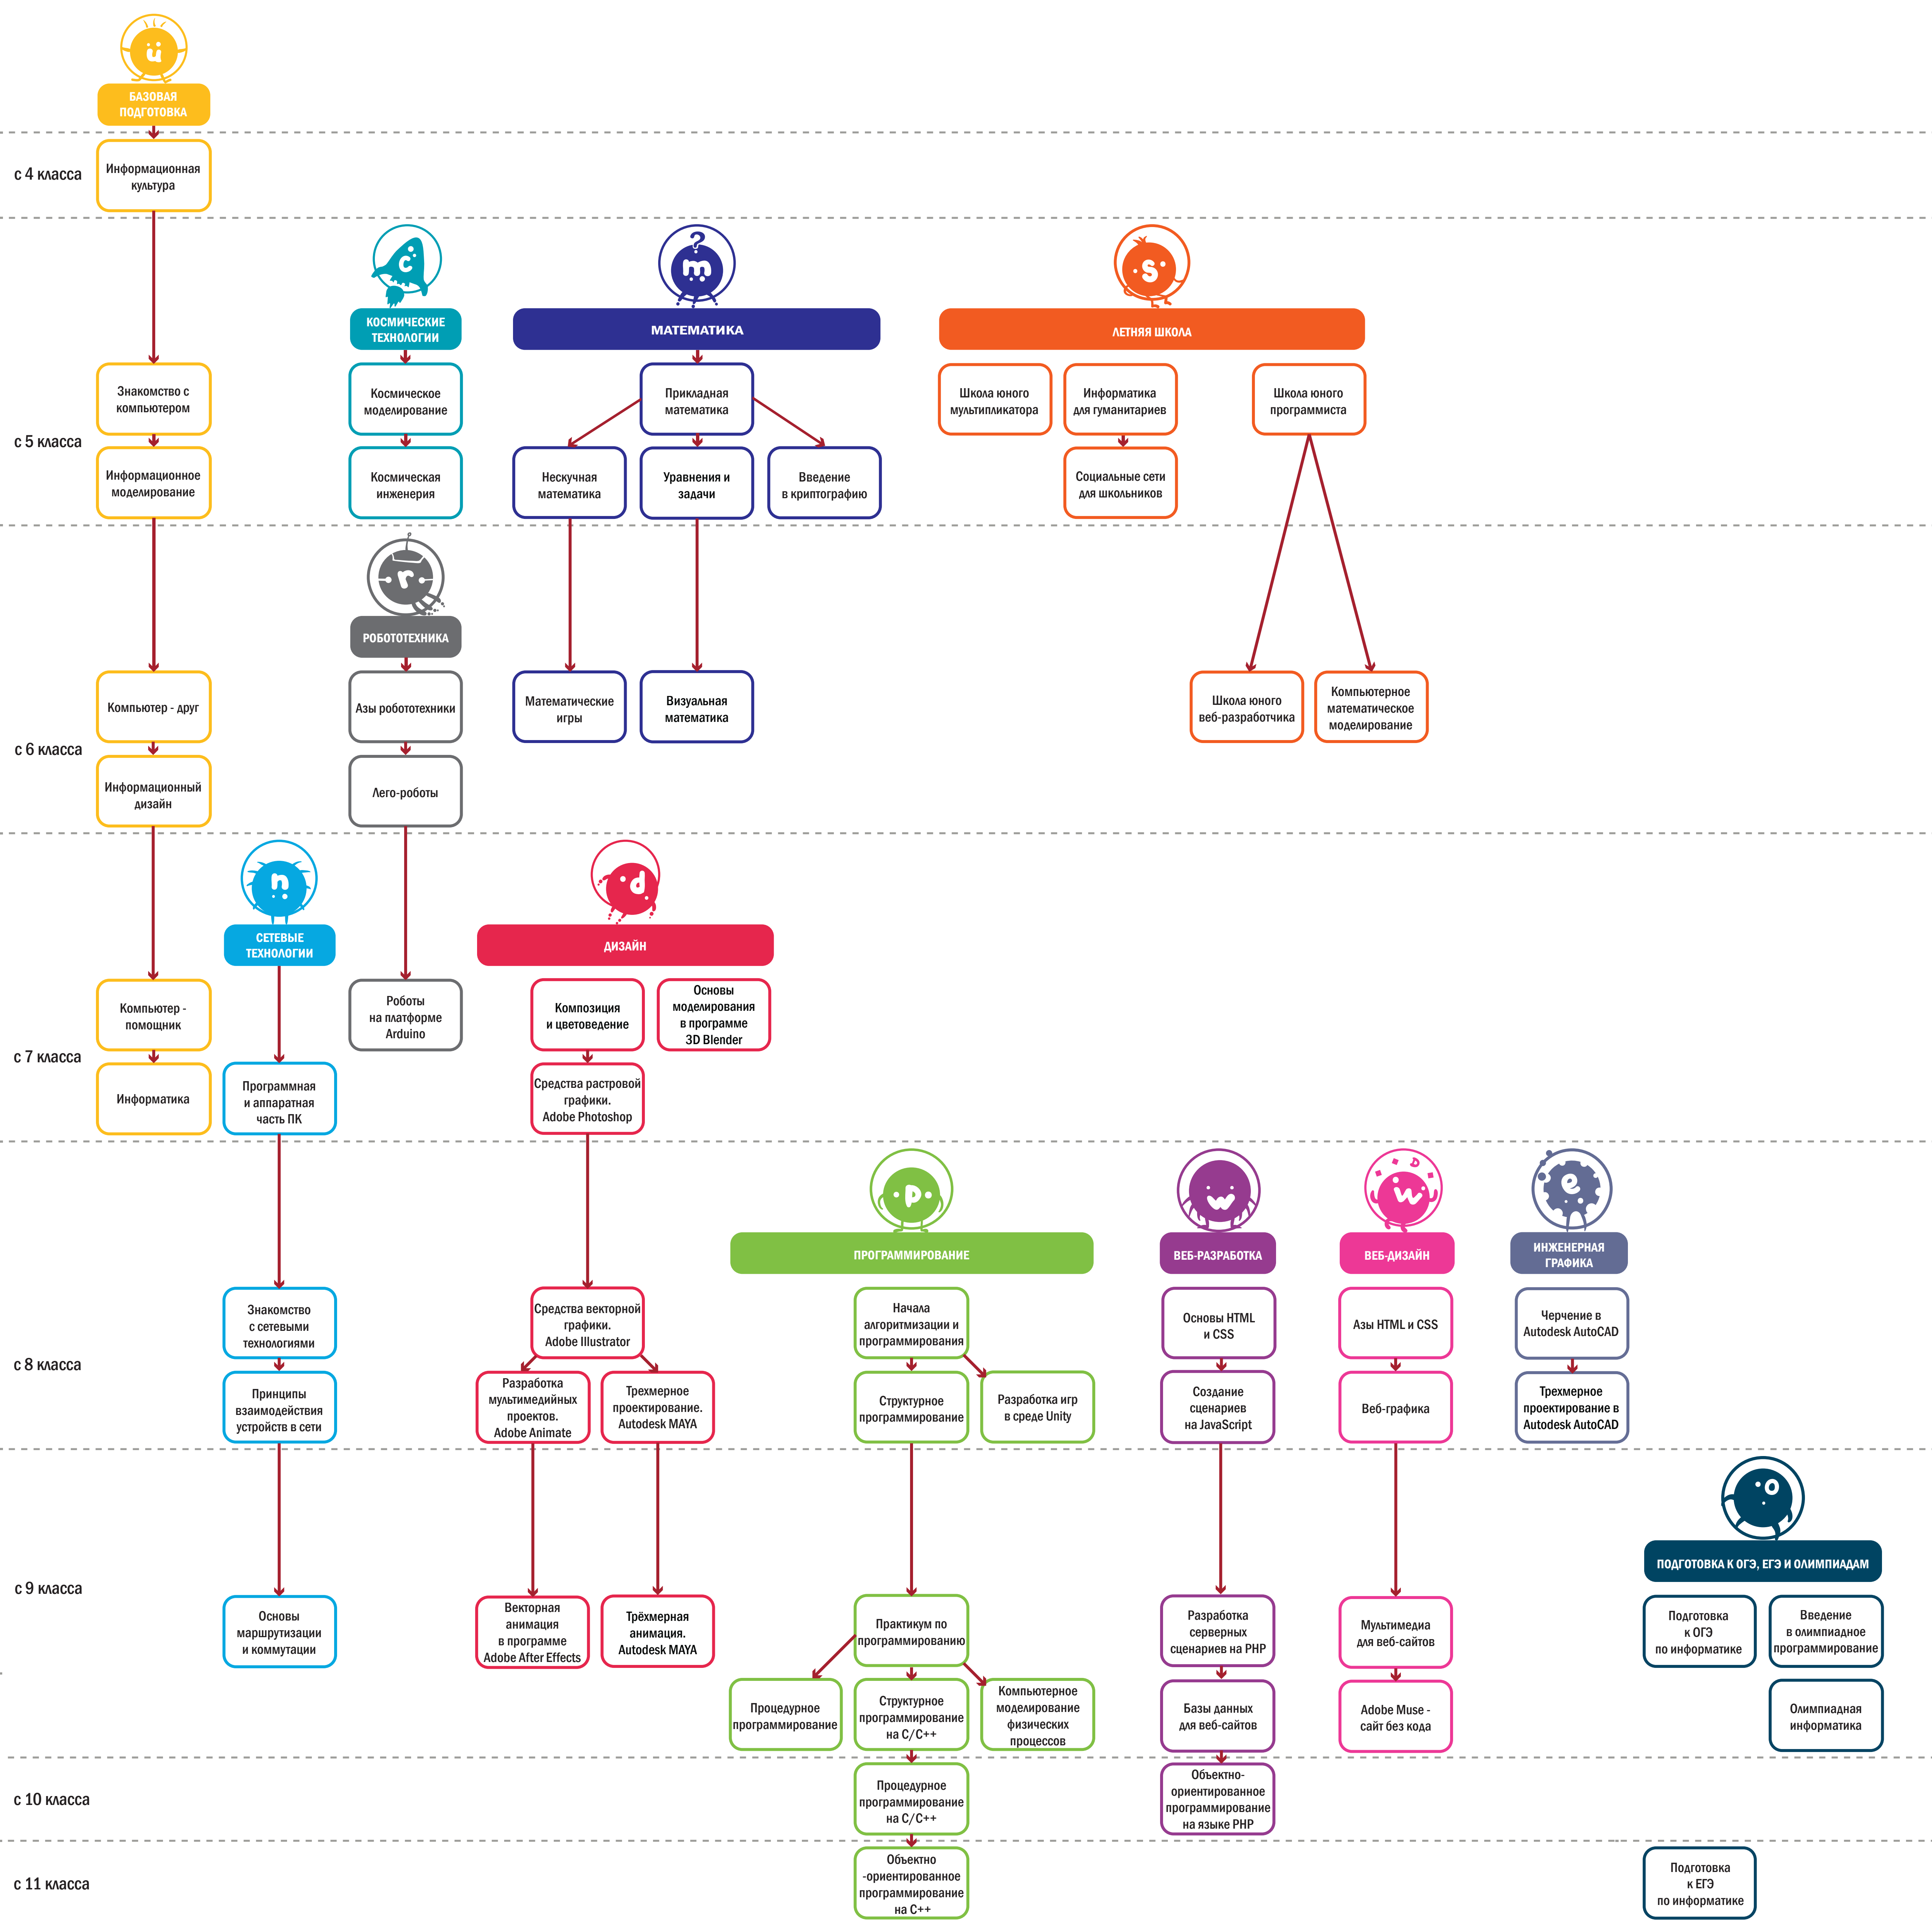 ü
БАЗОВАЯ
ПОДГОТОВКА
с 4 класса
Информационная
культура
c
КОСМИЧЕСКИЕ
ТЕХНОЛОГИИ
?
m
МАТЕМАТИКА
s
ЛЕТНЯЯ ШКОЛА
с 5 класса
Знакомство с
компьютером
Космическое
моделирование
Прикладная
математика
Школа юного
мультипликатора
Информатика
для гуманитариев
Школа юного
программиста
Информационное
моделирование
Космическая
инженерия
Нескучная
математика
Уравнения и
задачи
Введение
в криптографию
Социальные сети
для школьников
r
РОБОТОТЕХНИКА
с 6 класса
Компьютер - друг
Азы робототехники
Математические
игры
Визуальная
математика
Школа юного
веб-разработчика
Компьютерное
математическое
моделирование
Информационный
дизайн
Лего-роботы
n
СЕТЕВЫЕ
ТЕХНОЛОГИИ
d
ДИЗАЙН
с 7 класса
Компьютер -
помощник
Роботы
на платформе
Arduino
Композиция
и цветоведение
Основы
моделирования
в программе
3D Blender
Информатика
Программная
и аппаратная
часть ПК
Средства растровой
графики.
Adobe Photoshop
p
ПРОГРАММИРОВАНИЕ
w
ВЕБ-РАЗРАБОТКА
D
w
ВЕБ-ДИЗАЙН
e
ИНЖЕНЕРНАЯ
ГРАФИКА
с 8 класса
Знакомство
с сетевыми
технологиями
Средства векторной
графики.
Adobe Illustrator
Начала
алгоритмизации и
программирования
Основы HTML
и CSS
Азы HTML и CSS
Черчение в
Autodesk AutoCAD
Принципы
взаимодействия
устройств в сети
Разработка
мультимедийных
проектов.
Adobe Animate
Трехмерное
проектирование.
Autodesk MAYA
Структурное
программирование
Разработка игр
в среде Unity
Создание
сценариев
на JavaScript
Веб-графика
Трехмерное
проектирование в
Autodesk AutoCAD
o
ПОДГОТОВКА К ОГЭ, ЕГЭ И ОЛИМПИАДАМ
с 9 класса
Основы
маршрутизации
и коммутации
Векторная
анимация
в программе
Adobe After Effects
Трёхмерная
анимация.
Autodesk MAYA
Практикум по
программированию
Разработка
серверных
сценариев на PHP
Мультимедиа
для веб-сайтов
Подготовка
к ОГЭ
по информатике
Введение
в олимпиадное
программирование
Процедурное
программирование
Структурное
программирование
на C/C++
Компьютерное
моделирование
физических
процессов
Базы данных
для веб-сайтов
Adobe Muse -
сайт без кода
Олимпиадная
информатика
с 10 класса
Процедурное
программирование
на C/C++
Объектно-
ориентированное
программирование
на языке PHP
с 11 класса
Объектно
-ориентированное
программирование
на C++
Подготовка
к ЕГЭ
по информатике